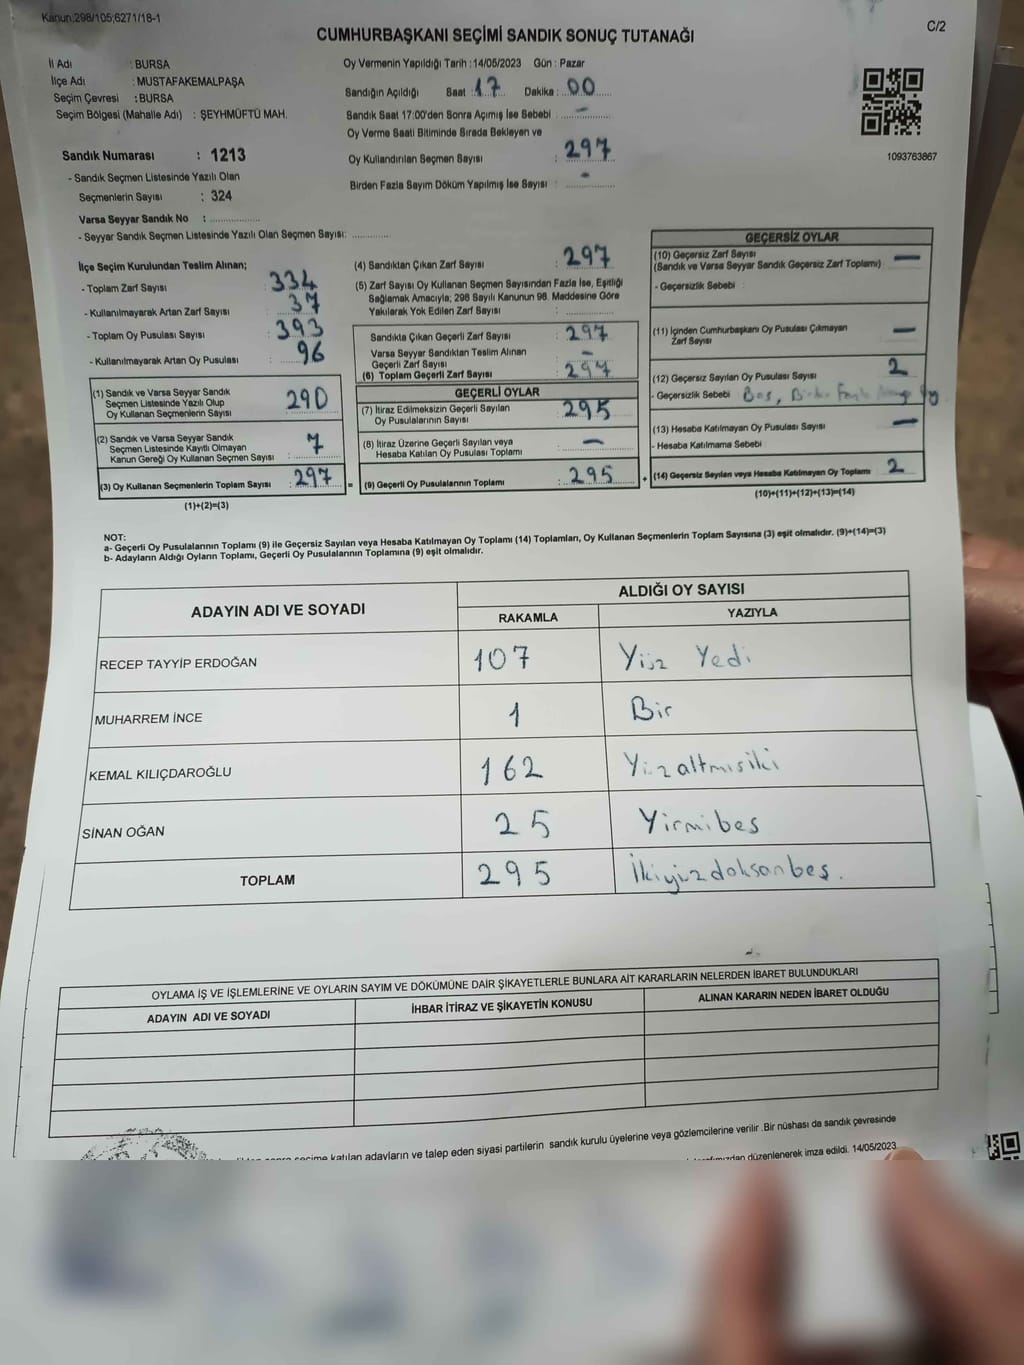 Kanun:298/105;6271/18-1
C/2
CUMHURBAŞKANI SEÇİMİ SANDIK SONUÇ TUTANAĞI
İl Adı : BURSA
İlçe Adı : MUSTAFAKEMALPAŞA
Seçim Çevresi : BURSA
Seçim Bölgesi (Mahalle Adı) : ŞEYHMÜFTÜ MAH.
Sandık Numarası : 1213
- Sandık Seçmen Listesinde Yazılı Olan
Seçmenlerin Sayısı : 324
Varsa Seyyar Sandık No : ................
- Seyyar Sandık Seçmen Listesinde Yazılı Olan Seçmen Sayısı: ............
Oy Vermenin Yapıldığı Tarih :14/05/2023 Gün : Pazar
Sandığın Açıldığı Saat : 17 Dakika : 00
Sandık Saat 17:00'den Sonra Açımış İse Sebebi : -
Oy Verme Saati Bitiminde Sırada Bekleyen ve
Oy Kullandırılan Seçmen Sayısı : 297
Birden Fazla Sayım Döküm Yapılmış İse Sayısı : -
1093763867
İlçe Seçim Kurulundan Teslim Alınan;
- Toplam Zarf Sayısı : 334
- Kullanılmayarak Artan Zarf Sayısı : 37
- Toplam Oy Pusulası Sayısı : 393
- Kullanılmayarak Artan Oy Pusulası : 96
(1) Sandık ve Varsa Seyyar Sandık
Seçmen Listesinde Yazılı Olup
Oy Kullanan Seçmenlerin Sayısı : 290
(2) Sandık ve Varsa Seyyar Sandık
Seçmen Listesinde Kayıtlı Olmayan
Kanun Gereği Oy Kullanan Seçmen Sayısı : 7
(3) Oy Kullanan Seçmenlerin Toplam Sayısı : 297
(1)+(2)=(3)
(4) Sandıktan Çıkan Zarf Sayısı : 297
(5) Zarf Sayısı Oy Kullanan Seçmen Sayısından Fazla İse, Eşitliği
Sağlamak Amacıyla; 298 Sayılı Kanunun 98. Maddesine Göre
Yakılarak Yok Edilen Zarf Sayısı :
Sandıkta Çıkan Geçerli Zarf Sayısı : 297
Varsa Seyyar Sandıktan Teslim Alınan
Geçerli Zarf Sayısı : -
(6) Toplam Geçerli Zarf Sayısı : 297
GEÇERLİ OYLAR
(7) İtiraz Edilmeksizin Geçerli Sayılan
Oy Pusulalarının Sayısı : 295
(8) İtiraz Üzerine Geçerli Sayılan veya
Hesaba Katılan Oy Pusulası Toplamı : -
= (9) Geçerli Oy Pusulalarının Toplamı : 295 +
GEÇERSİZ OYLAR
(10) Geçersiz Zarf Sayısı
(Sandık ve Varsa Seyyar Sandık Geçersiz Zarf Toplamı) : -
- Geçersizlik Sebebi :
(11) İçinden Cumhurbaşkanı Oy Pusulası Çıkmayan
Zarf Sayısı : -
(12) Geçersiz Sayılan Oy Pusulası Sayısı : 2
- Geçersizlik Sebebi Boş, Birden Fazla oy
(13) Hesaba Katılmayan Oy Pusulası Sayısı : -
- Hesaba Katılmama Sebebi :
(14) Geçersiz Sayılan veya Hesaba Katılmayan Oy Toplamı : 2
(10)+(11)+(12)+(13)=(14)
NOT:
a- Geçerli Oy Pusulalarının Toplamı (9) ile Geçersiz Sayılan veya Hesaba Katılmayan Oy Toplamı (14) Toplamları, Oy Kullanan Seçmenlerin Toplam Sayısına (3) eşit olmalıdır. (9)+(14)=(3)
b- Adayların Aldığı Oyların Toplamı, Geçerli Oy Pusulalarının Toplamına (9) eşit olmalıdır.
ADAYIN ADI VE SOYADI ALDIĞI OY SAYISI
RAKAMLA YAZIYLA
RECEP TAYYİP ERDOĞAN 107 Yüz Yedi
MUHARREM İNCE 1 Bir
KEMAL KILIÇDAROĞLU 162 Yüzaltmısiki
SİNAN OĞAN 25 Yirmibes
TOPLAM 295 İkiyüzdoksanbeş.
OYLAMA İŞ VE İŞLEMLERİNE VE OYLARIN SAYIM VE DÖKÜMÜNE DAİR ŞİKAYETLERLE BUNLARA AİT KARARLARIN NELERDEN İBARET BULUNDUKLARI
ADAYIN ADI VE SOYADI İHBAR İTİRAZ VE ŞİKAYETİN KONUSU ALINAN KARARIN NEDEN İBARET OLDUĞU
seçime katılan adayların ve talep eden siyasi partilerin sandık kurulu üyelerine veya gözlemcilerine verilir .Bir nüshası da sandık çevresinde
düzenlenerek imza edildi. 14/05/2023